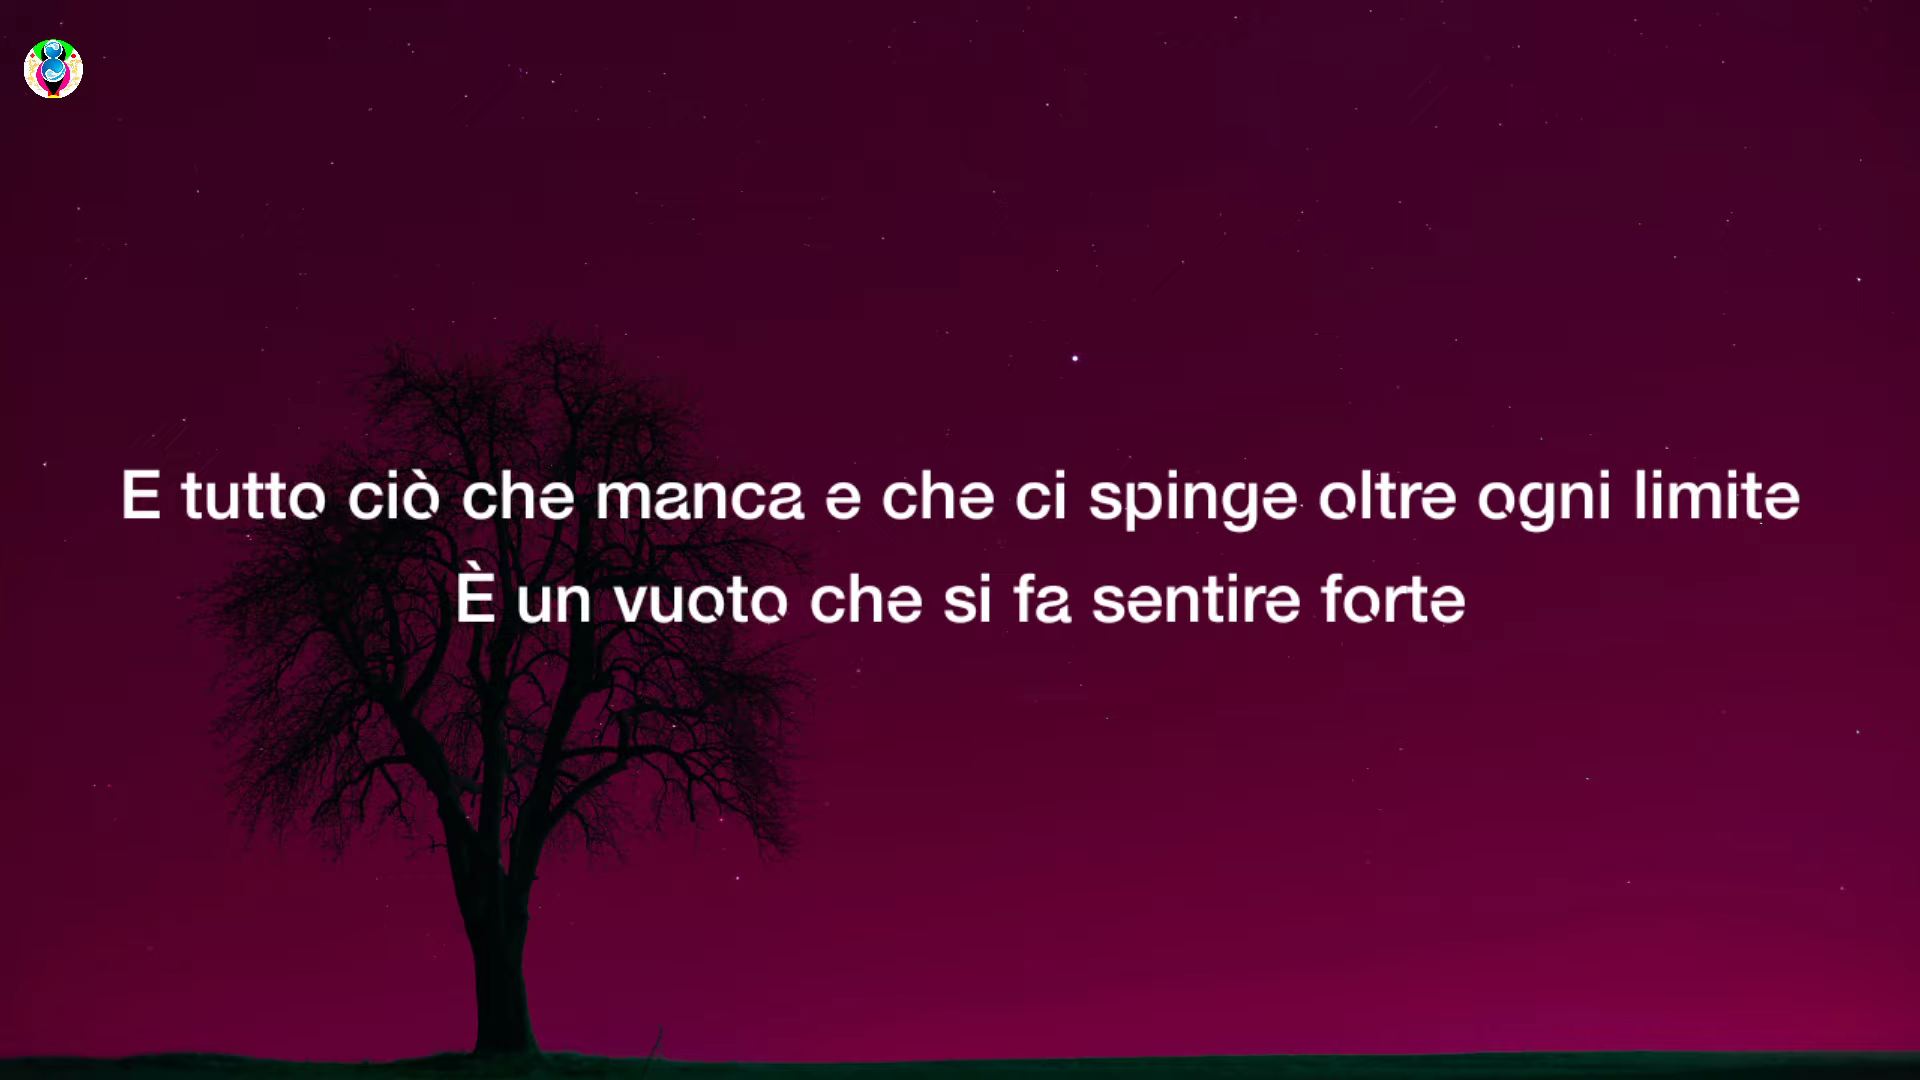 E tutto ciò che manca e che ci spinge oltre ogni limite
È un vuoto che si fa sentire forte